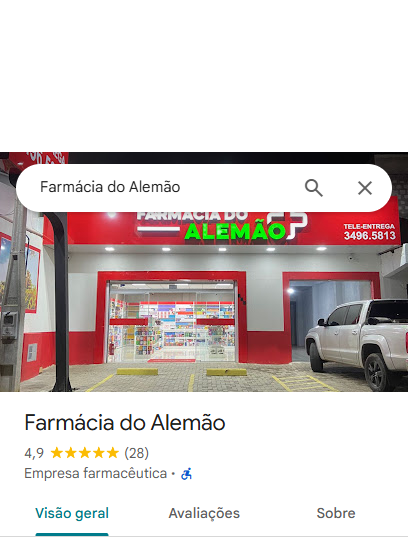 Farmácia do Alemão
FARMÁCIA DO
ALEMÃO
TELE-ENTREGA
3496.5813
Farmácia do Alemão
4,9 (28)
Empresa farmacêutica ·
Visão geral
Avaliações
Sobre